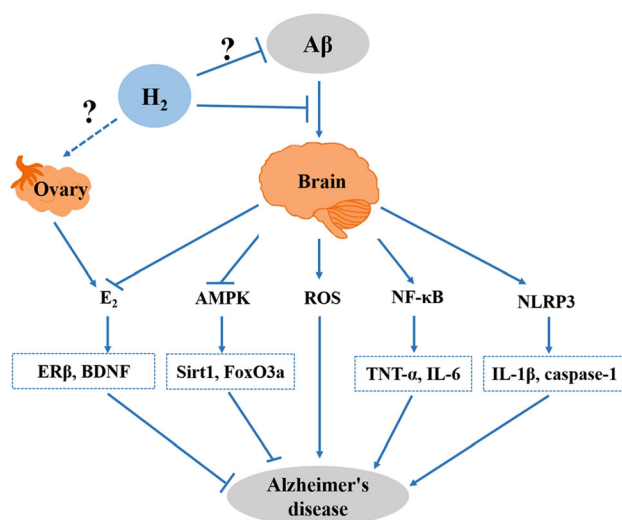 ?
Aβ
H₂
?
Ovary
Brain
E₂
AMPK
ROS
NF-κB
NLRP3
ERβ, BDNF
Sirt1, FoxO3a
TNT-α, IL-6
IL-1β, caspase-1
Alzheimer's
disease